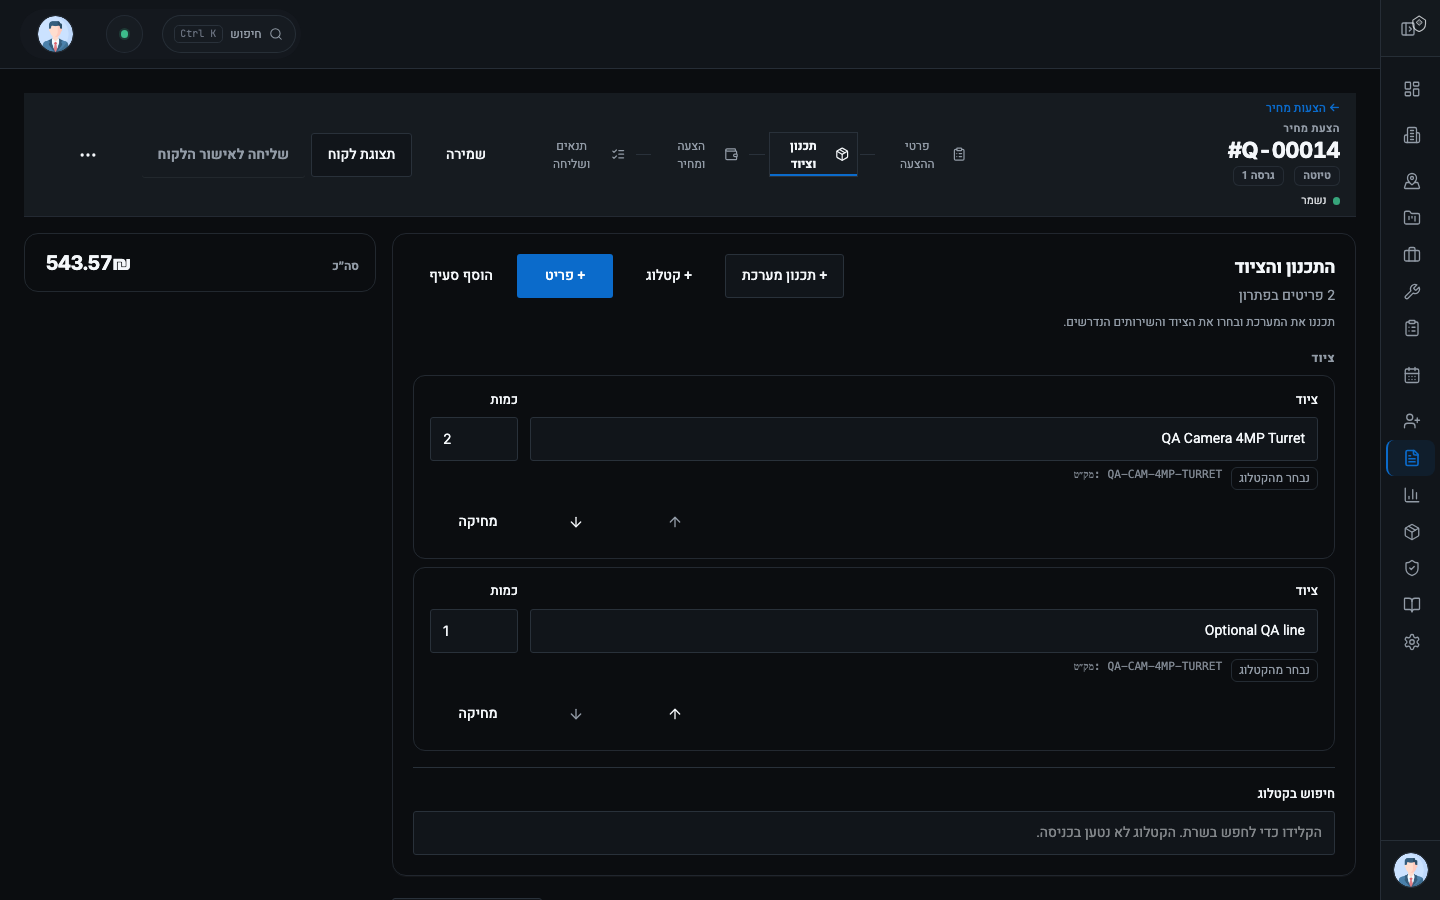 חיפוש Ctrl K
← הצעות מחיר
הצעת מחיר
#Q-00014
טיוטה
גרסה 1
נשמר
פרטי ההצעה
תכנון וציוד
הצעה ומחיר
תנאים ושליחה
שמירה
תצוגת לקוח
שליחה לאישור הלקוח
...
התכנון והציוד
2 פריטים בפתרון
תכננו את המערכת ובחרו את הציוד והשירותים הנדרשים.
+ תכנון מערכת
+ קטלוג
+ פריט
הוסף סעיף
סה״כ
543.57₪
ציוד
ציוד
כמות
QA Camera 4MP Turret
2
נבחר מהקטלוג
מק״ט: QA-CAM-4MP-TURRET
↑
↓
מחיקה
ציוד
כמות
Optional QA line
1
נבחר מהקטלוג
מק״ט: QA-CAM-4MP-TURRET
↑
↓
מחיקה
חיפוש בקטלוג
הקלידו כדי לחפש בשרת. הקטלוג לא נטען בכניסה.